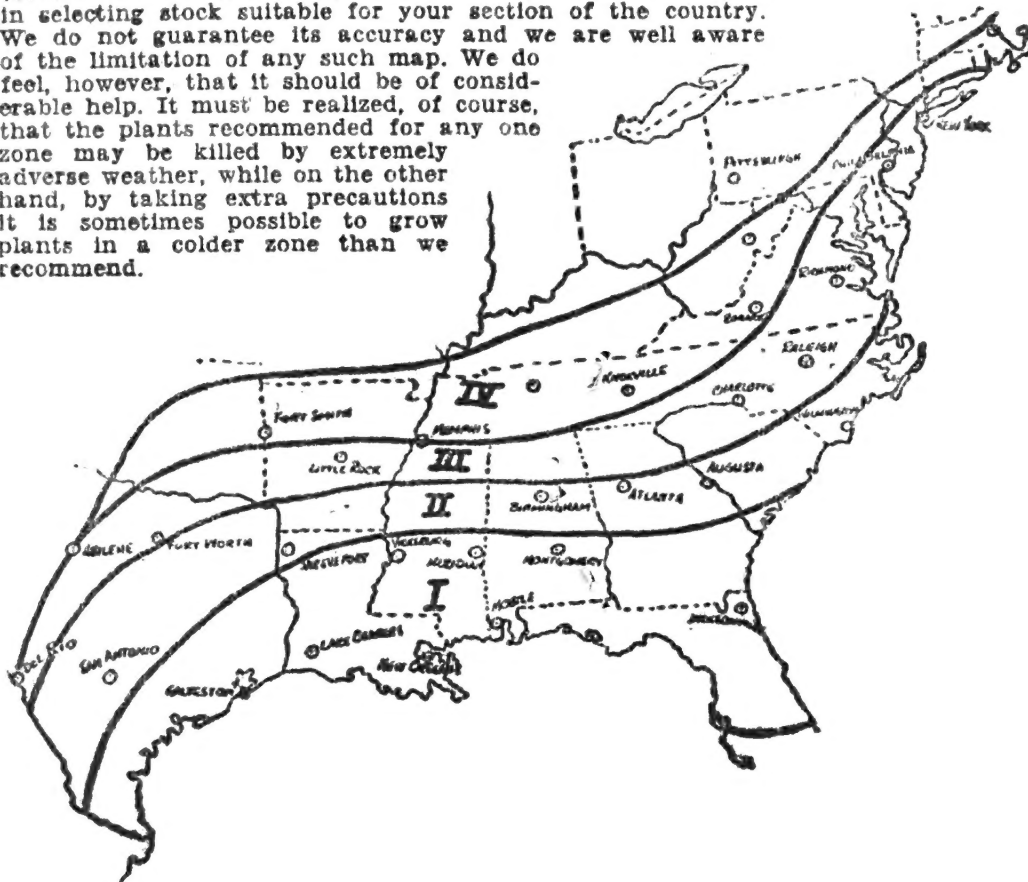 in selecting stock suitable for your section of the country.
We do not guarantee its accuracy and we are well aware
of the limitation of any such map. We do
feel, however, that it should be of consid-
erable help. It must be realized, of course,
that the plants recommended for any one
zone may be killed by extremely
adverse weather, while on the other
hand, by taking extra precautions
it is sometimes possible to grow
plants in a colder zone than we
recommend.
NEW YORK
PITTSBURGH
PHILADELPHIA
RICHMOND
RALEIGH
IV
KNOXVILLE
CHARLOTTE
FORT SMITH
MEMPHIS
LITTLE ROCK
III
AUGUSTA
ATLANTA
II
BIRMINGHAM
ABILENE
FORT WORTH
SHREVEPORT
VICKSBURG
MONTGOMERY
I
MOBILE
DEL RIO
SAN ANTONIO
LAKE CHARLES
NEW ORLEANS
GALVESTON